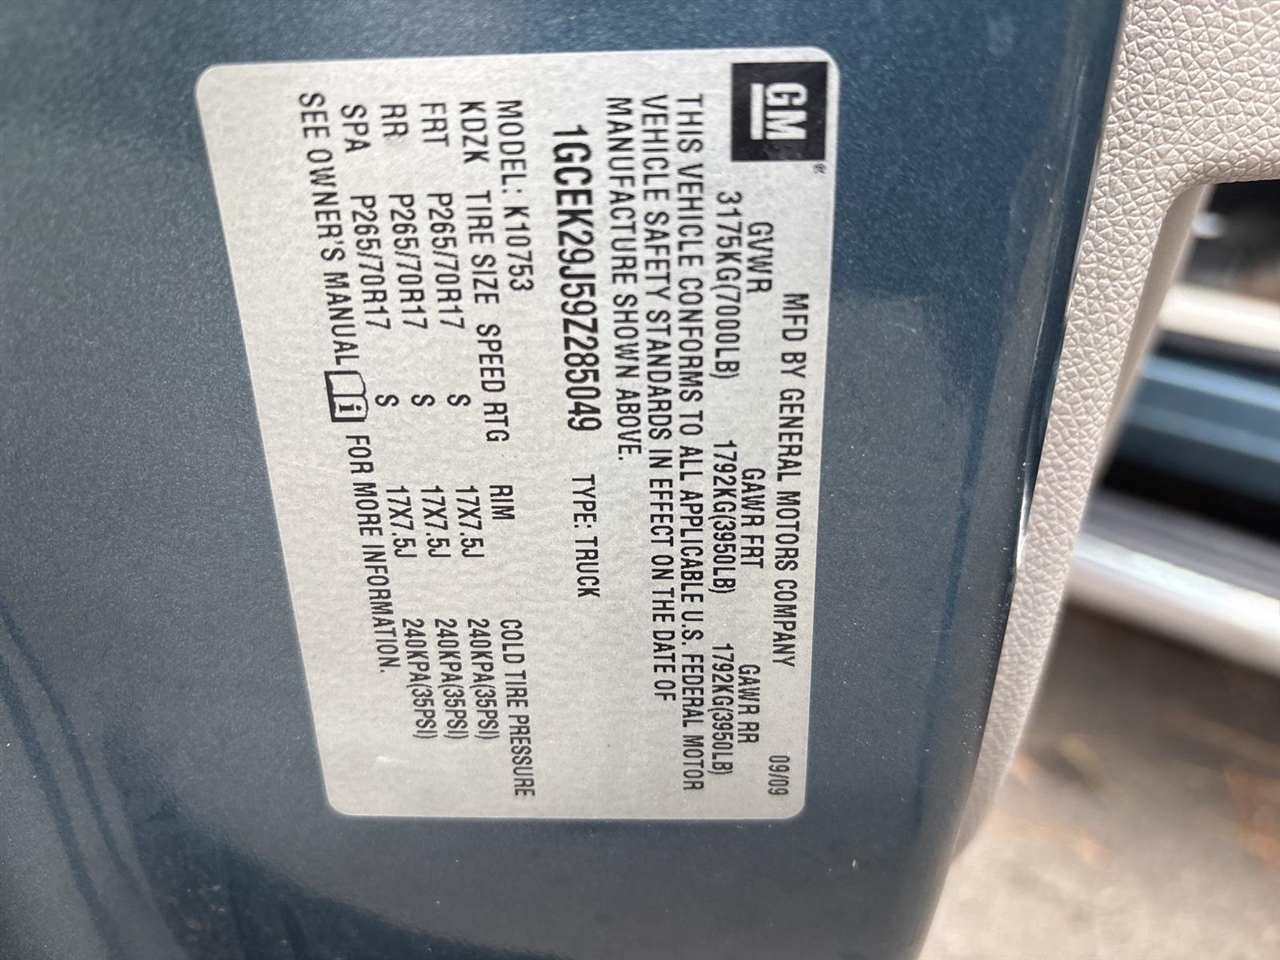 GM
MFD BY GENERAL MOTORS COMPANY 09/09
GVWR GAWR FRT GAWR RR
3175KG(7000LB) 1792KG(3950LB) 1792KG(3950LB)
THIS VEHICLE CONFORMS TO ALL APPLICABLE U.S. FEDERAL MOTOR
VEHICLE SAFETY STANDARDS IN EFFECT ON THE DATE OF
MANUFACTURE SHOWN ABOVE.
1GCEK29J59Z285049 TYPE: TRUCK
MODEL: K10753
KDZK TIRE SIZE SPEED RTG RIM COLD TIRE PRESSURE
FRT P265/70R17 S 17X7.5J 240KPA(35PSI)
RR P265/70R17 S 17X7.5J 240KPA(35PSI)
SPA P265/70R17 S 17X7.5J 240KPA(35PSI)
SEE OWNER'S MANUAL i FOR MORE INFORMATION.